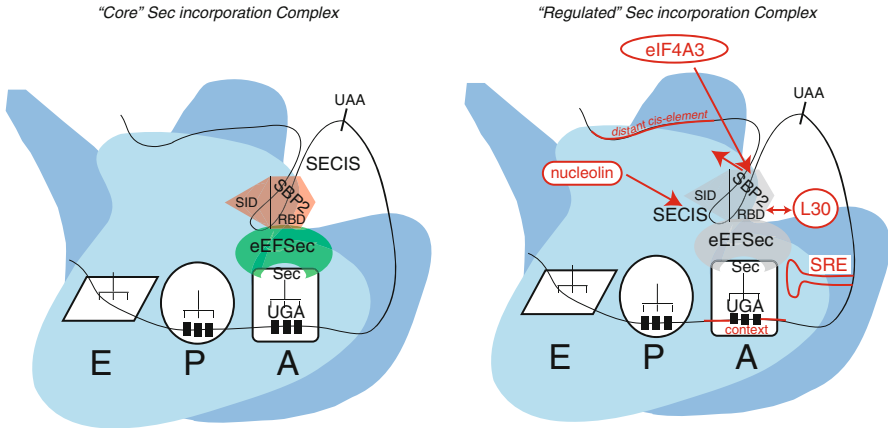 “Core” Sec incorporation Complex
UAA
SECIS
SBP2
SID
RBD
eEFSec
Sec
UGA
E
P
A
“Regulated” Sec incorporation Complex
eIF4A3
UAA
distant cis-element
nucleolin
SBP2
SID
SECIS
RBD
L30
eEFSec
Sec
SRE
UGA
context
E
P
A